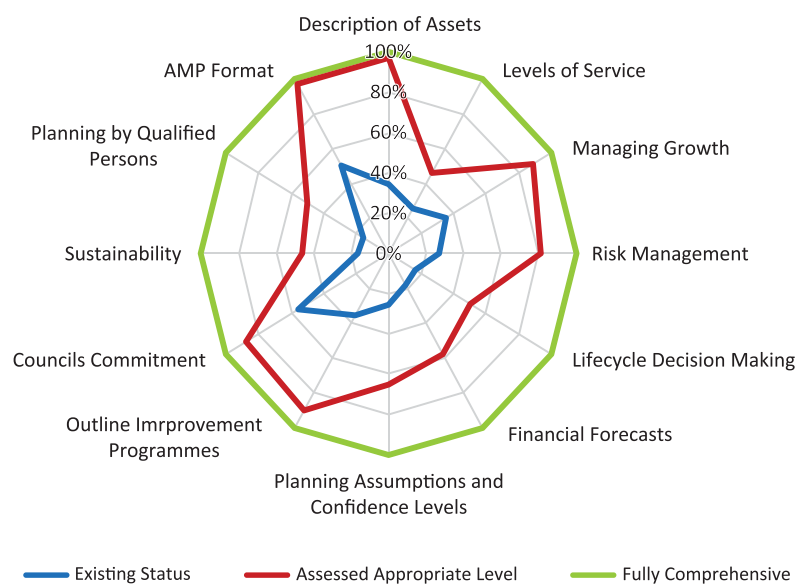 Description of Assets
100%
AMP Format
Levels of Service
80%
Planning by Qualified
Persons
60%
Managing Growth
40%
20%
Sustainability
0%
Risk Management
Councils Commitment
Lifecycle Decision Making
Outline Imrprovement
Programmes
Financial Forecasts
Planning Assumptions and
Confidence Levels
Existing Status
Assessed Appropriate Level
Fully Comprehensive